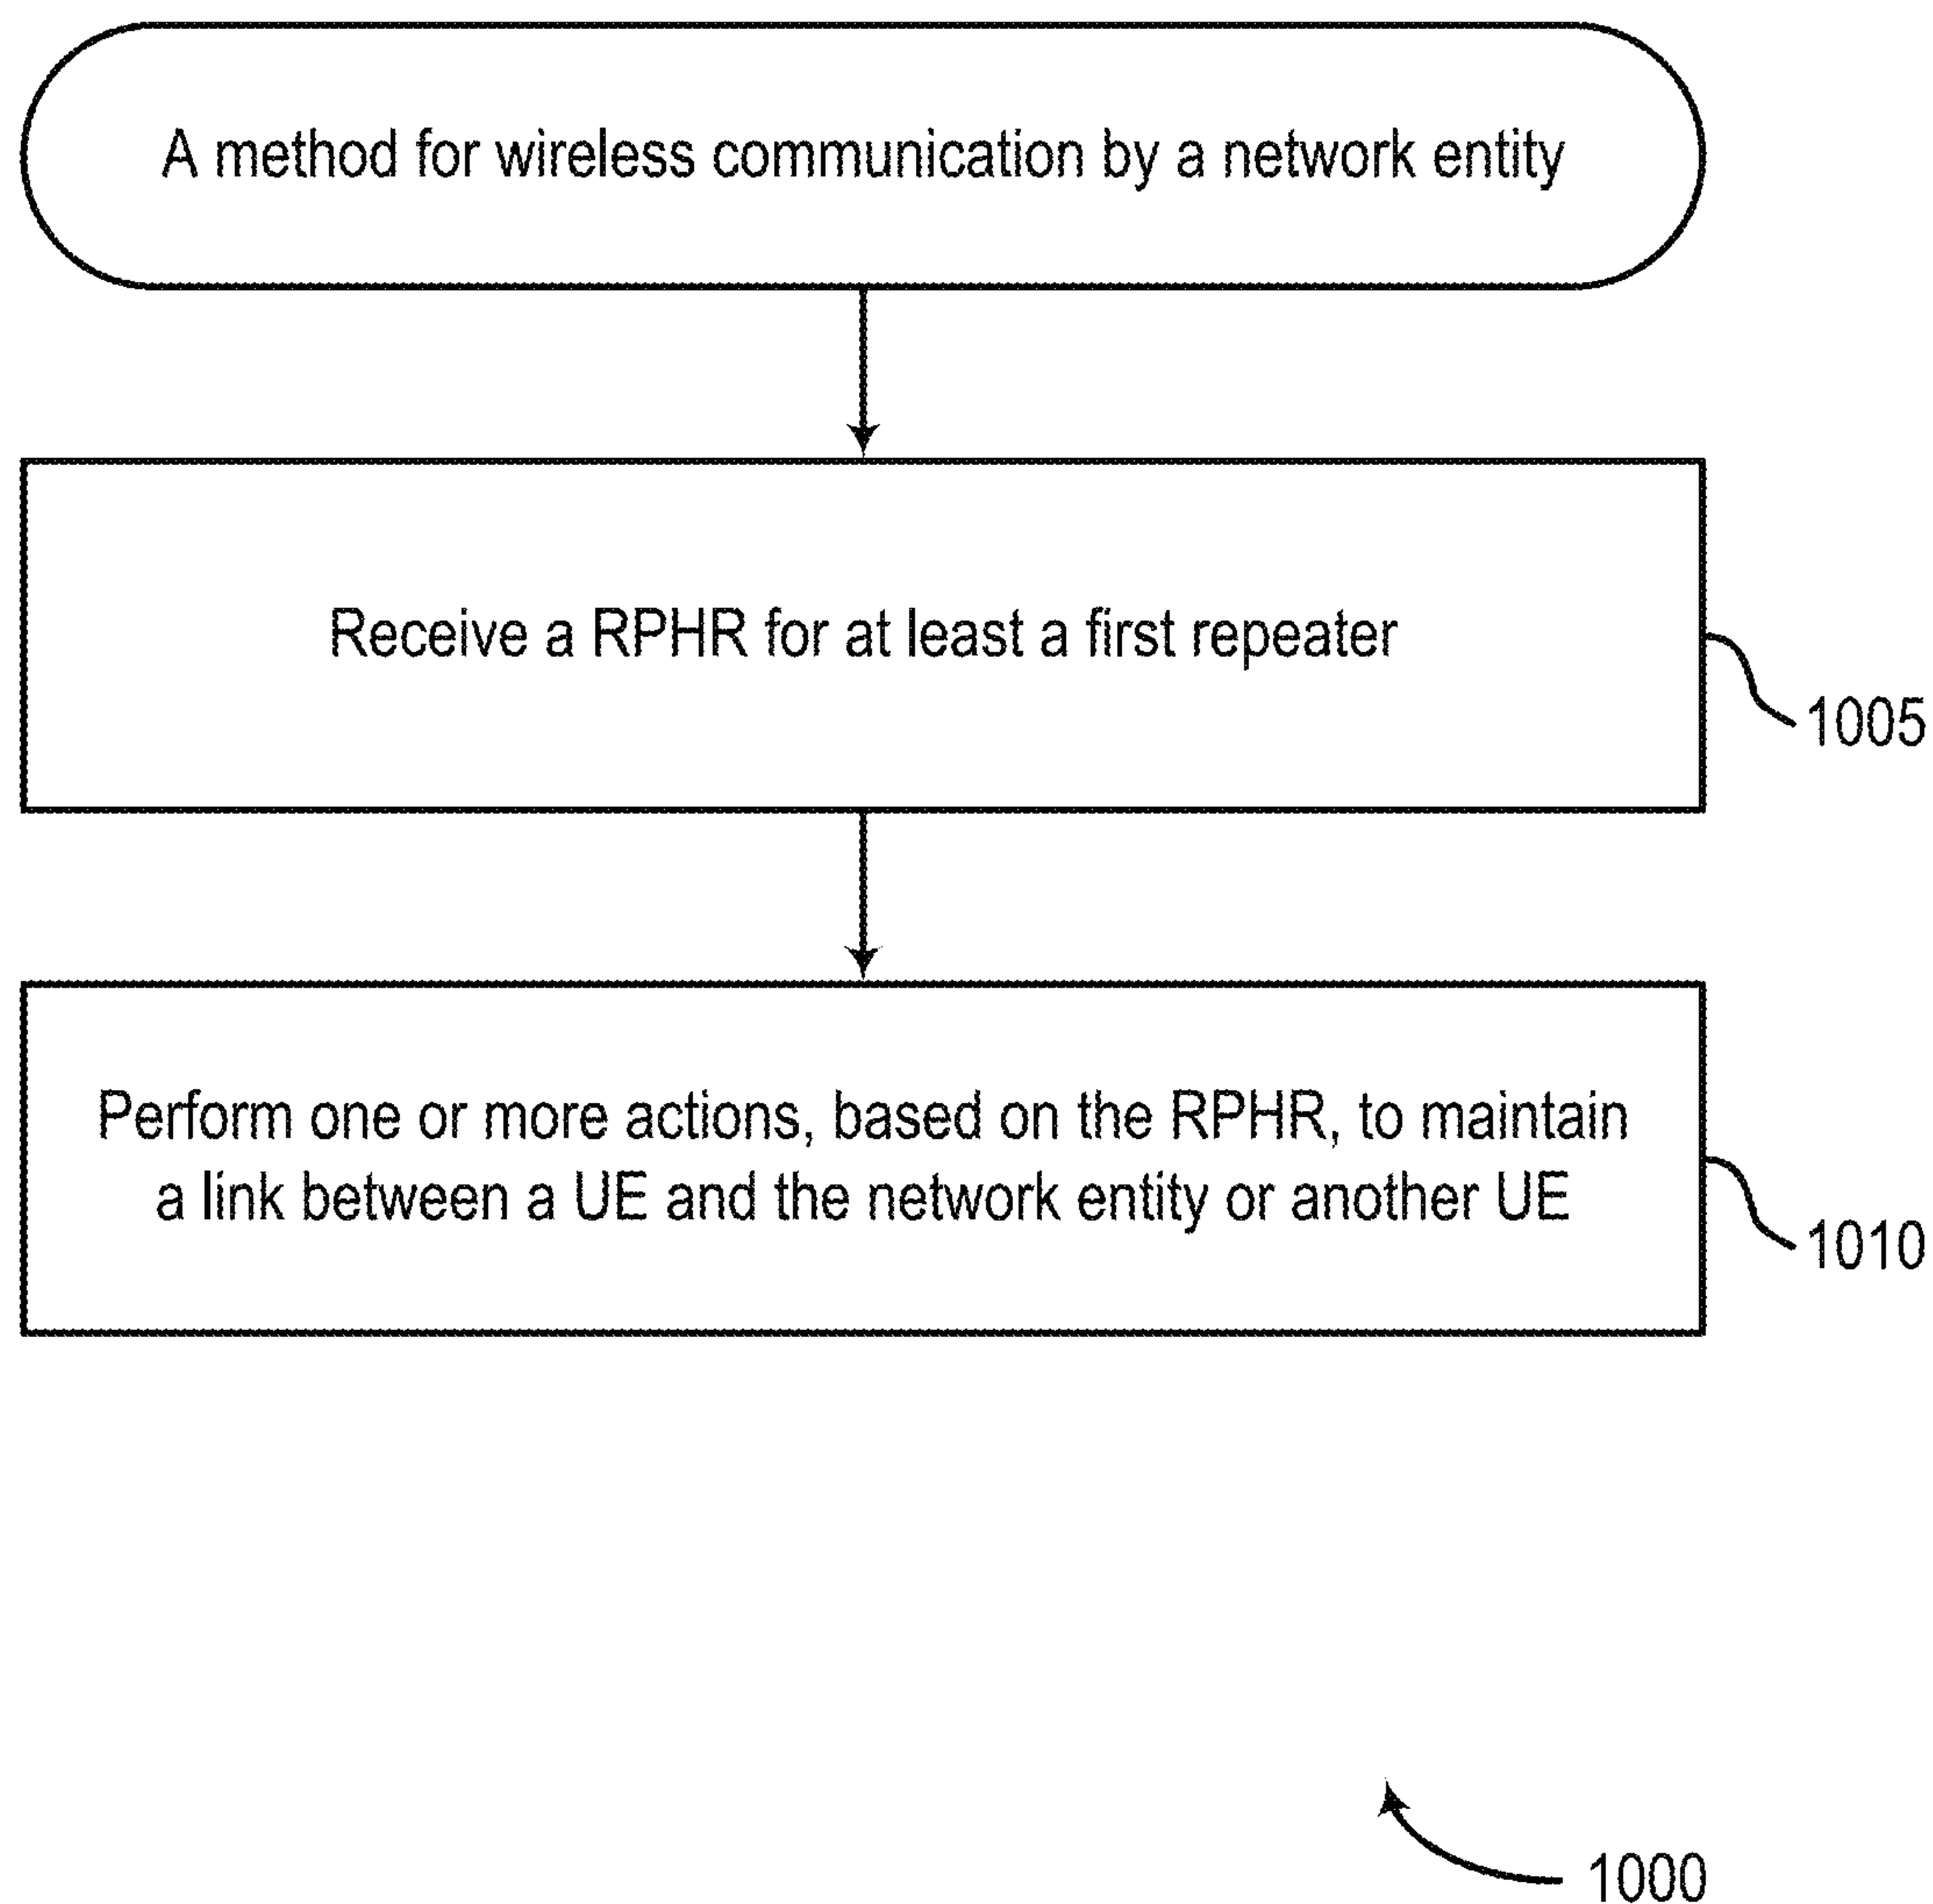 A method for wireless communication by a network entity
Receive a RPHR for at least a first repeater
1005
Perform one or more actions, based on the RPHR, to maintain
a link between a UE and the network entity or another UE
1010
1000